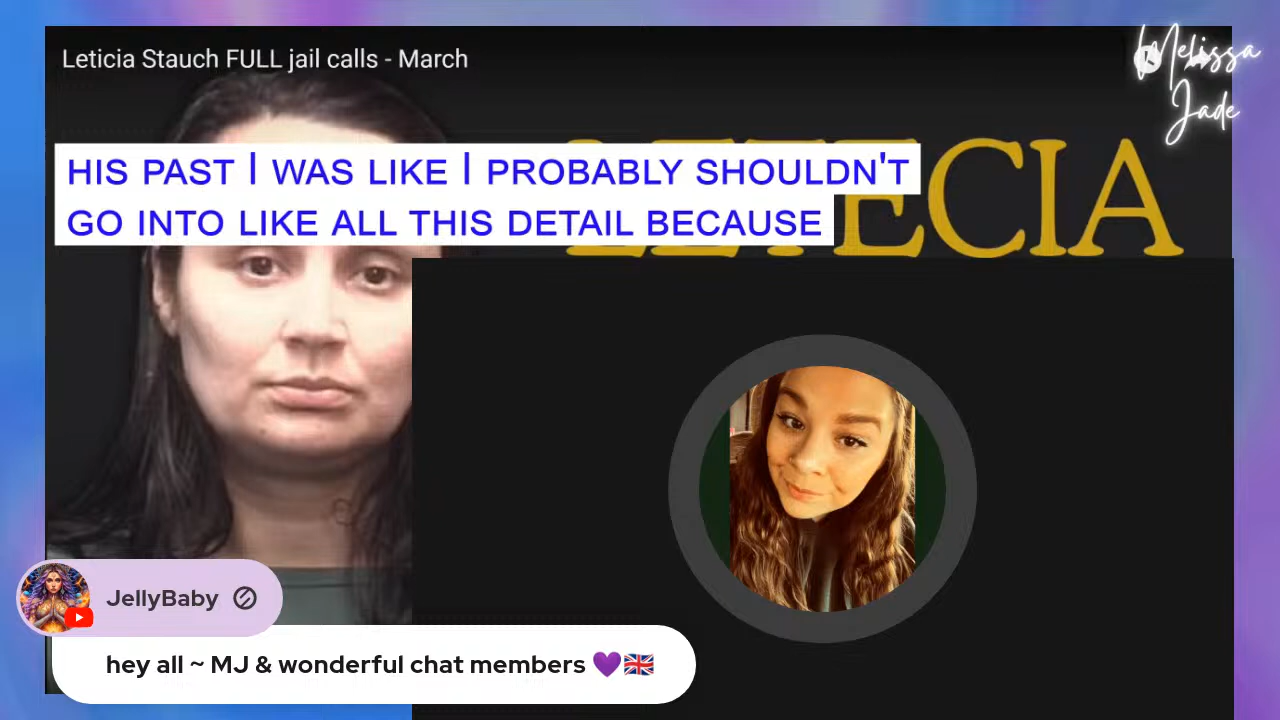 Leticia Stauch FULL jail calls - March
Melissa
Jade
LETECIA
HIS PAST I WAS LIKE I PROBABLY SHOULDN'T
GO INTO LIKE ALL THIS DETAIL BECAUSE
JellyBaby
hey all ~ MJ & wonderful chat members 💜🇬🇧